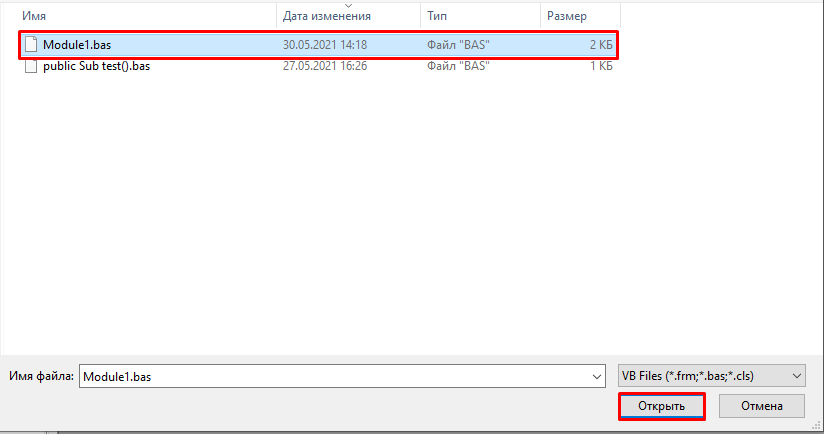 Имя Дата изменения Тип Размер
Module1.bas 30.05.2021 14:18 Файл "BAS" 2 КБ
public Sub test().bas 27.05.2021 16:26 Файл "BAS" 1 КБ
Имя файла: Module1.bas VB Files (*.frm;*.bas;*.cls)
Открыть Отмена